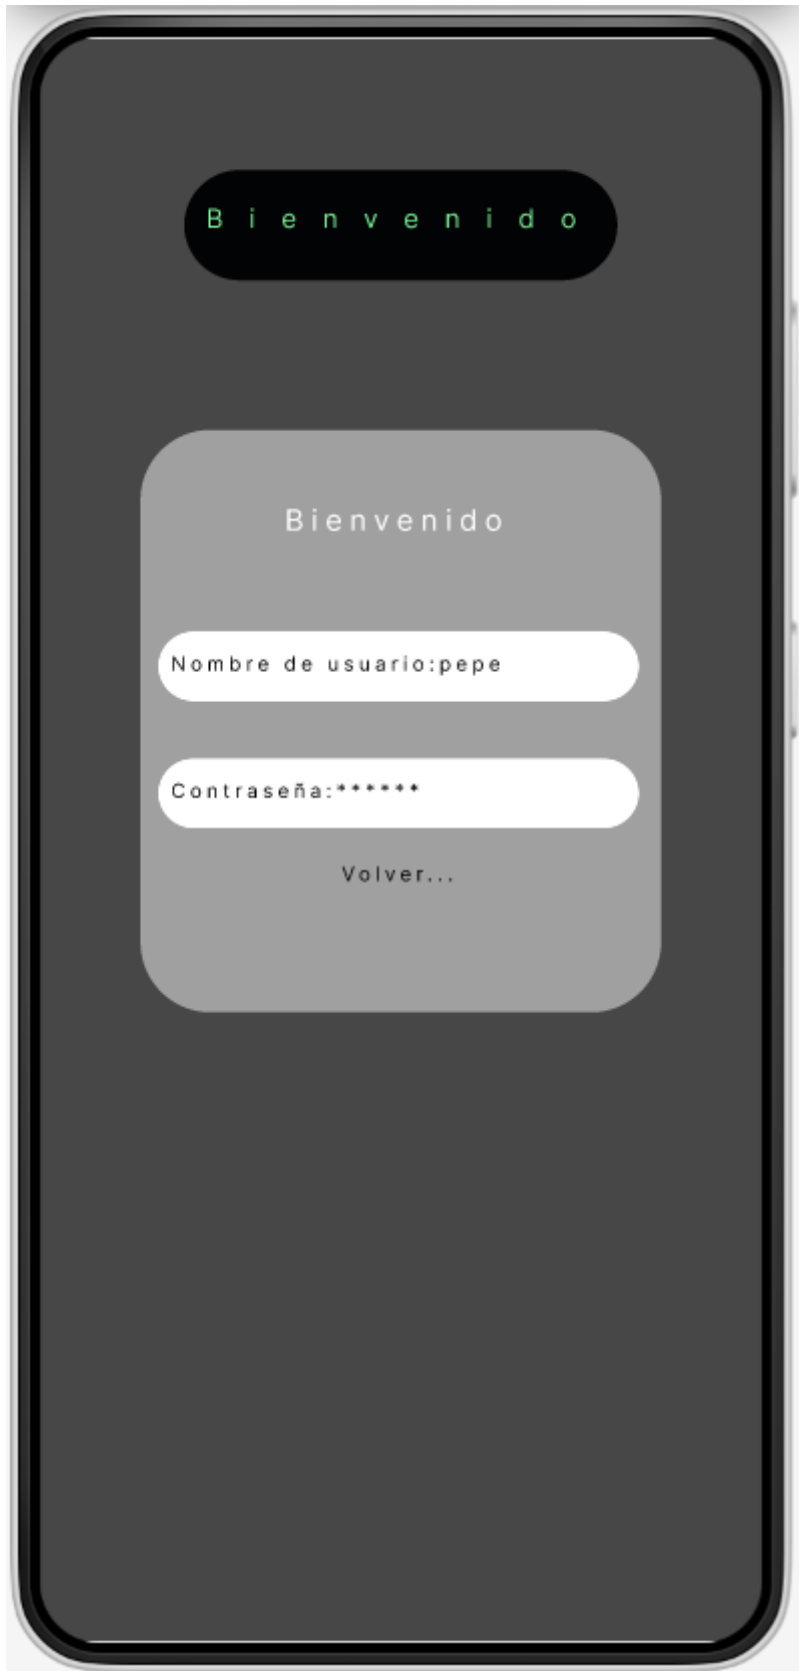 Bienvenido
Bienvenido
Nombre de usuario:pepe
Contraseña:******
Volver...